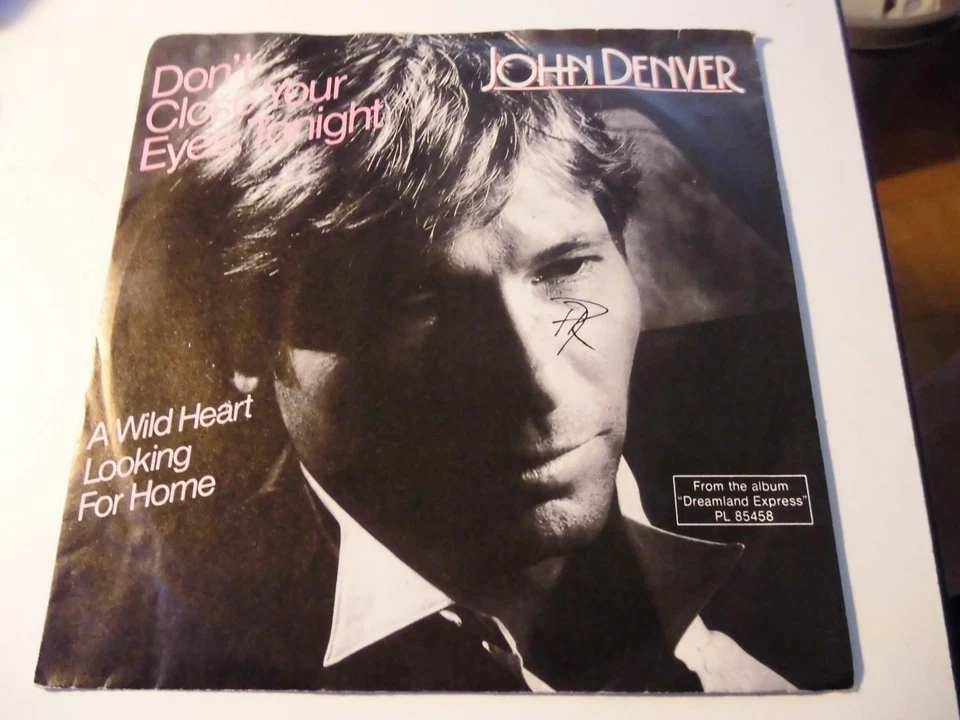 Don't
Close Your
Eyes, Tonight
JOHN DENVER
A Wild Heart
Looking
For Home
From the album
"Dreamland Express"
PL 85458